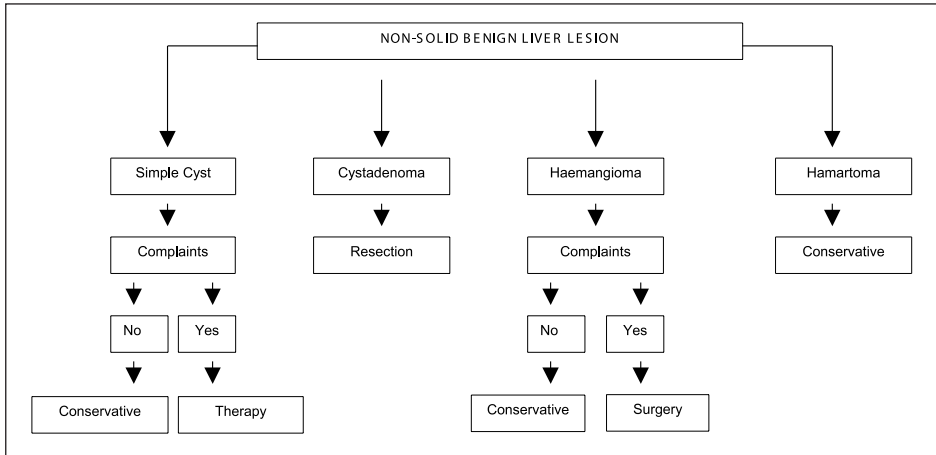 NON-SOLID BENIGN LIVER LESION
Simple Cyst
Cystadenoma
Haemangioma
Hamartoma
Complaints
Resection
Complaints
Conservative
No
Yes
No
Yes
Conservative
Therapy
Conservative
Surgery